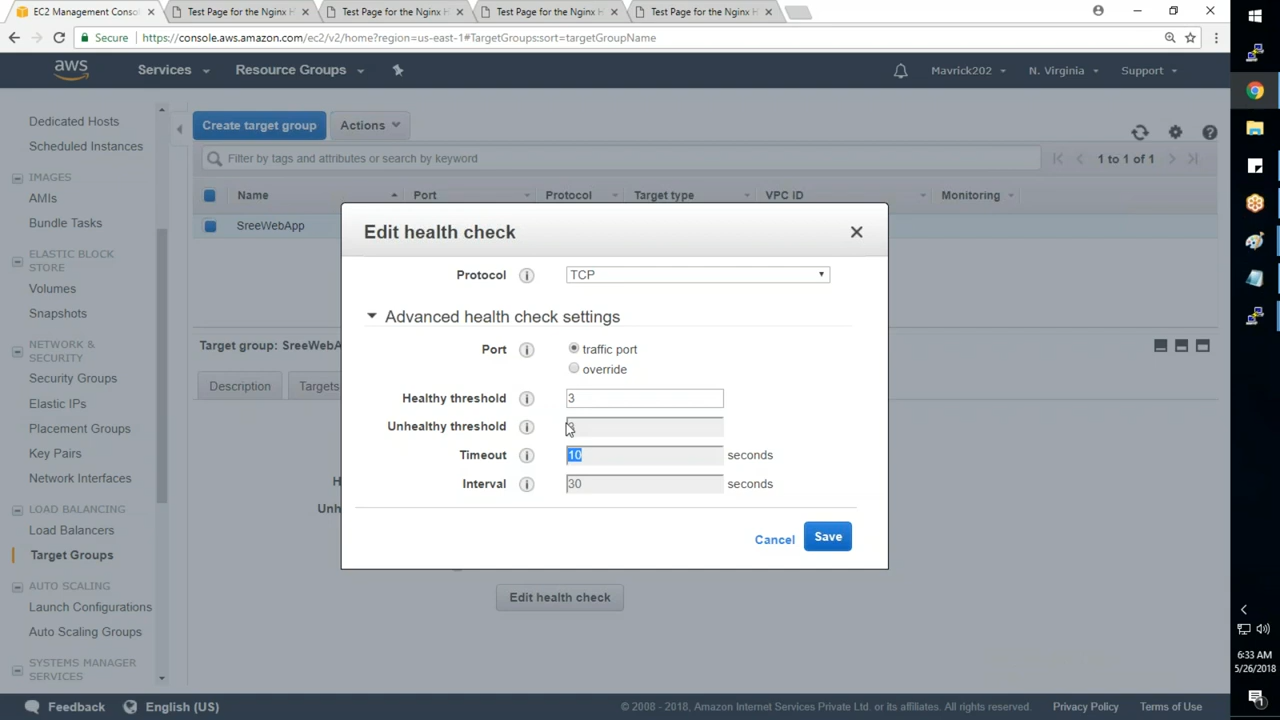 EC2 Management Conso
Test Page for the Nginx H
Test Page for the Nginx H
Test Page for the Nginx H
Test Page for the Nginx H
Secure
https://console.aws.amazon.com/ec2/v2/home?region=us-east-1#TargetGroups:sort=targetGroupName
aws
Services
Resource Groups
Mavrick202
N. Virginia
Support
Dedicated Hosts
Scheduled Instances
IMAGES
AMIs
Bundle Tasks
ELASTIC BLOCK
STORE
Volumes
Snapshots
NETWORK &
SECURITY
Security Groups
Elastic IPs
Placement Groups
Key Pairs
Network Interfaces
LOAD BALANCING
Load Balancers
Target Groups
AUTO SCALING
Launch Configurations
Auto Scaling Groups
SYSTEMS MANAGER
SERVICES
Create target group
Actions
Filter by tags and attributes or search by keyword
1 to 1 of 1
Name
Port
Protocol
Target type
VPC ID
Monitoring
SreeWebApp
Target group: SreeWebA
Description
Targets
H
Unh
Edit health check
Edit health check
Protocol
TCP
Advanced health check settings
Port
traffic port
override
Healthy threshold
3
Unhealthy threshold
Timeout
10
seconds
Interval
30
seconds
Cancel
Save
Feedback
English (US)
© 2008 - 2018, Amazon Internet Services Private Ltd. or its affiliates. All rights reserved.
Privacy Policy
Terms of Use
6:33 AM
5/26/2018
1